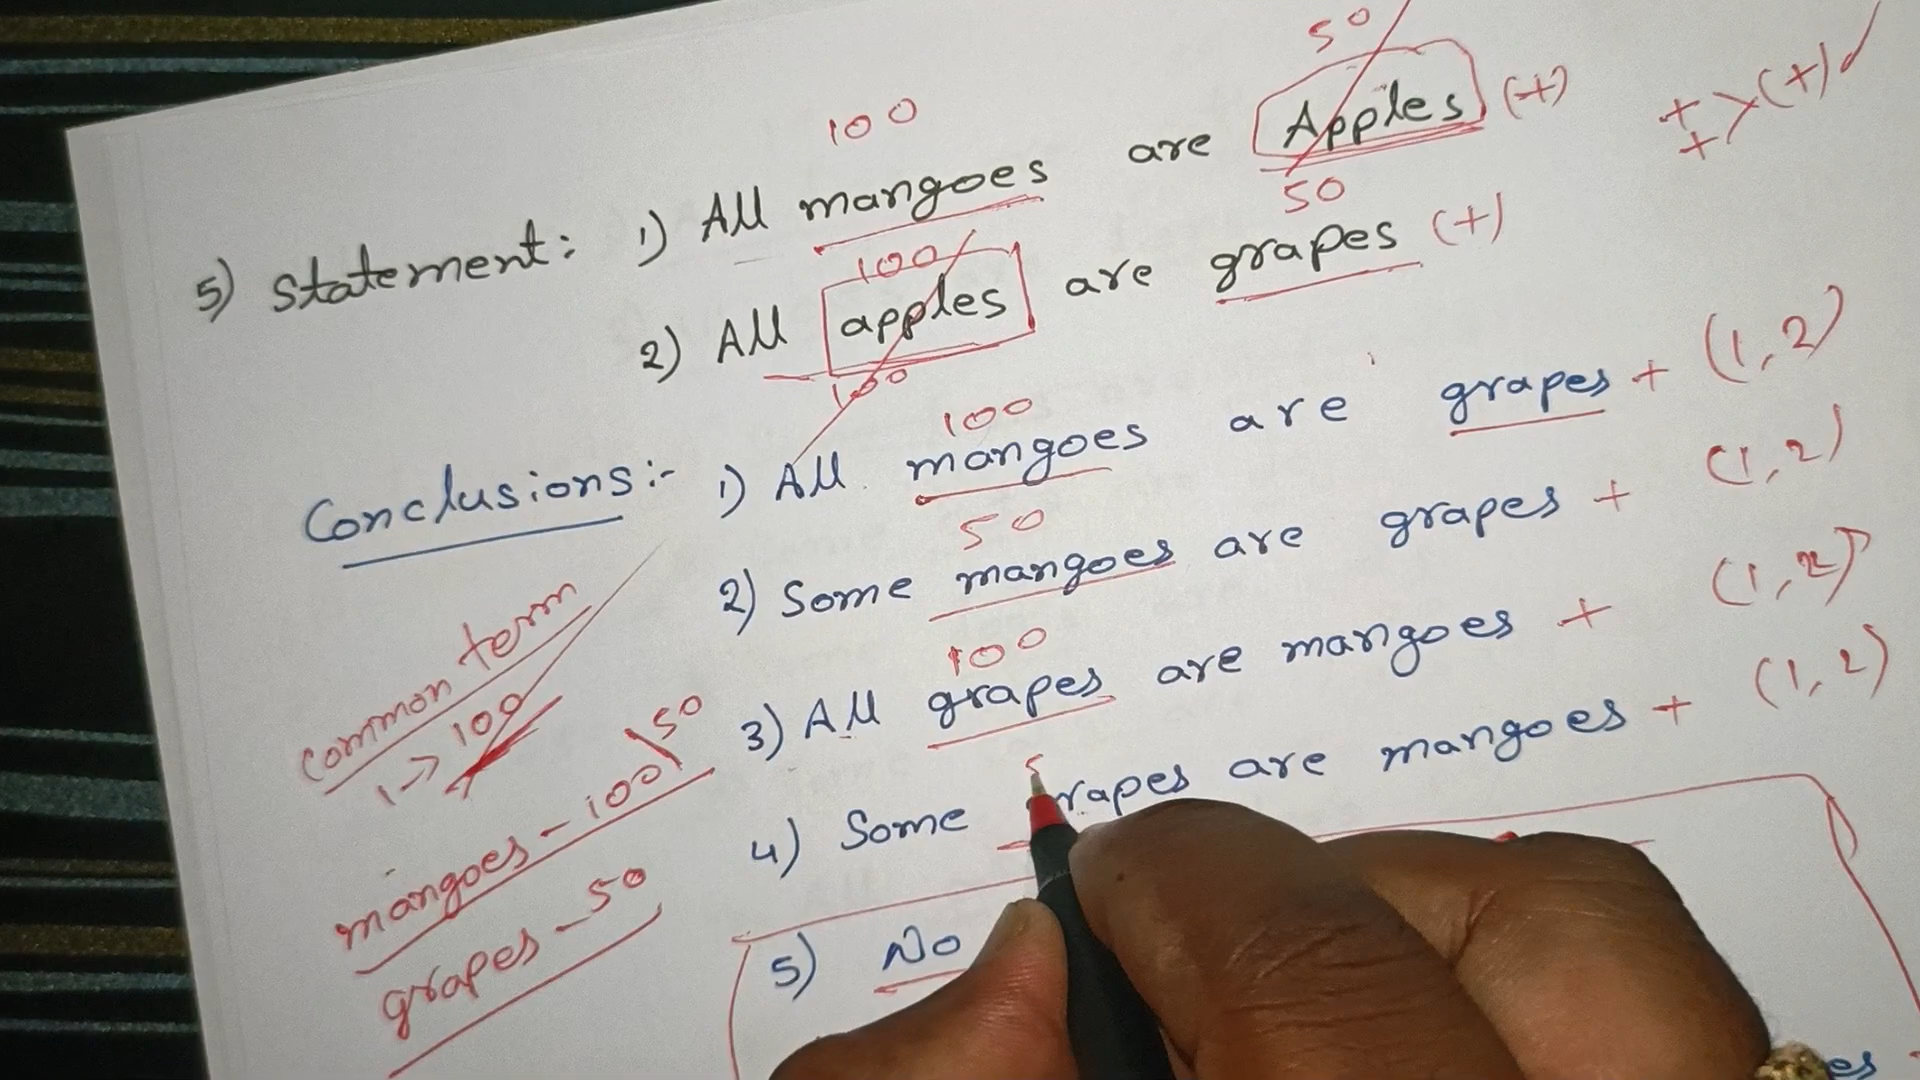 50
100
5) Statement: 1) All mangoes are Apples (+)
+ + > (+) ✓
50
100
2) All apples are grapes (+)
100
100
Conclusions:- 1) All mangoes are grapes + (1,2)
50
2) Some mangoes are grapes + (1,2)
100
3) All grapes are mangoes + (1,2)
4) Some grapes are mangoes + (1,2)
5) No
common term
1-> 100
mangoes - 100\50
grapes - 50